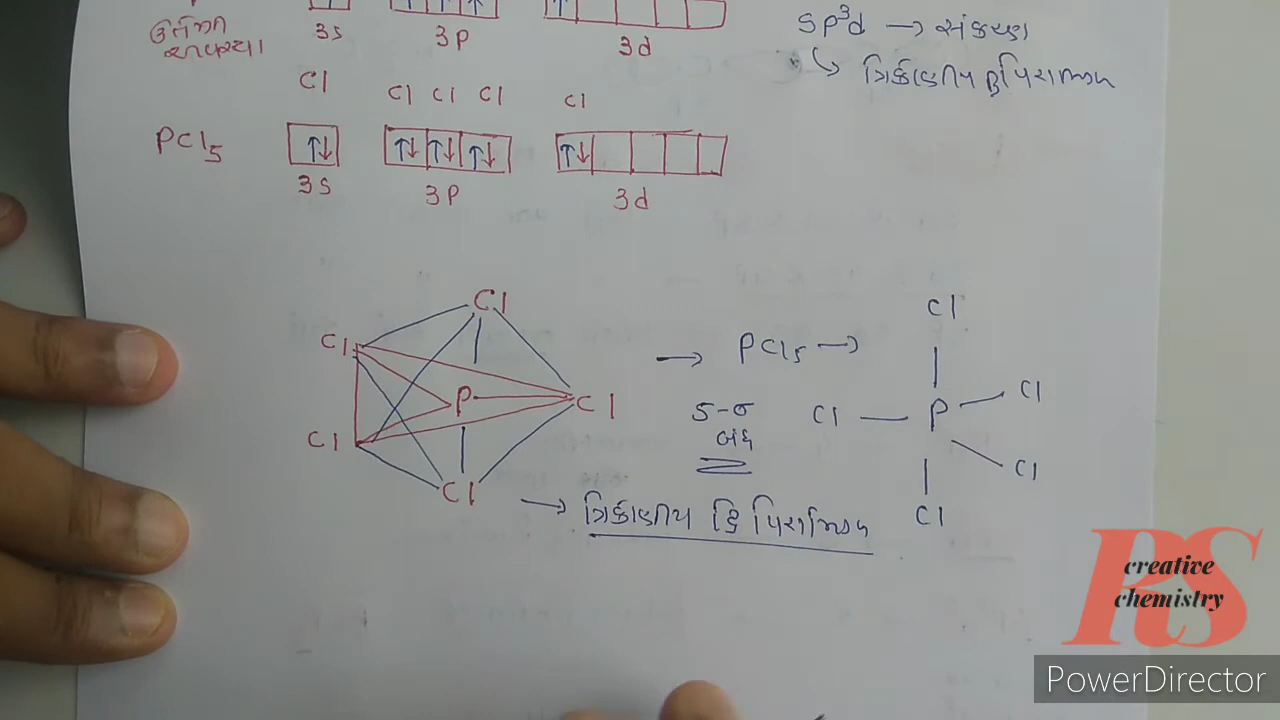 ઉત્તેજીત
અવસ્થા
3s 3p 3d
sp³d → સંકરણ
↳ ત્રિકોણીય દ્વિપિરામિડ
Cl Cl Cl Cl Cl
PCl₅ ↑↓ ↑↓ ↑↓ ↑↓ ↑↓
3s 3p 3d
Cl
Cl
P
Cl
Cl
Cl
→ PCl₅ →
5-σ
બંધ
Cl
Cl
Cl
P
Cl
Cl
→ ત્રિકોણીય દ્વિ પિરામિડ
RS
creative
chemistry
PowerDirector